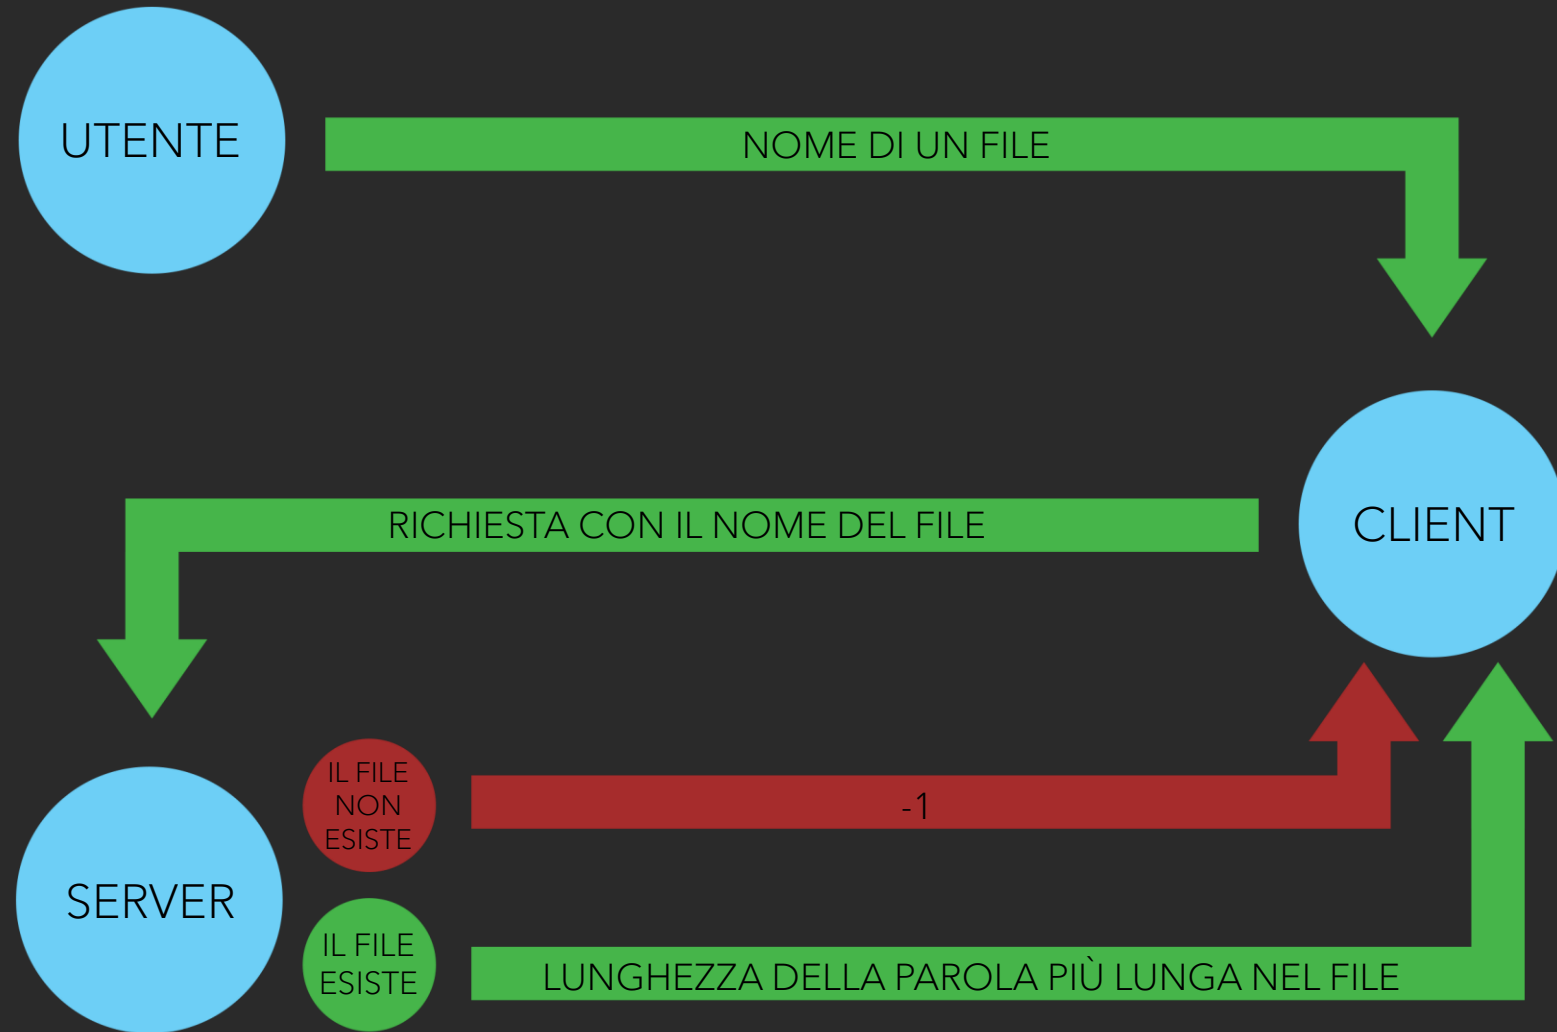 UTENTE
NOME DI UN FILE
RICHIESTA CON IL NOME DEL FILE
CLIENT
IL FILE
NON
ESISTE
-1
SERVER
IL FILE
ESISTE
LUNGHEZZA DELLA PAROLA PIÙ LUNGA NEL FILE